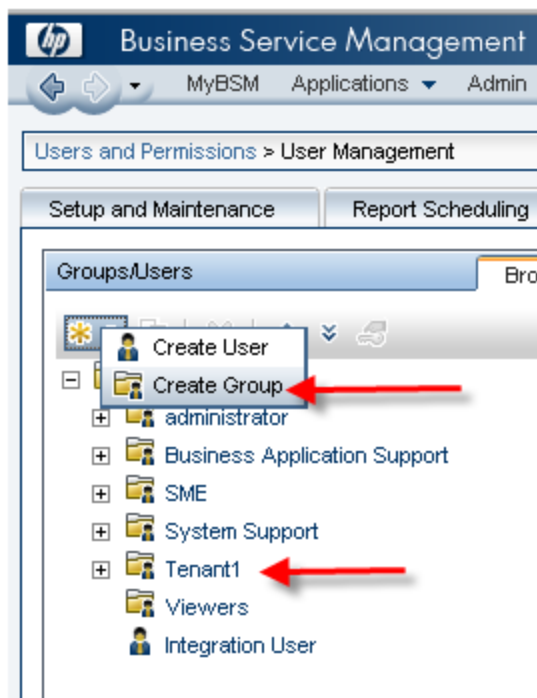 hp Business Service Management
MyBSM Applications Admin
Users and Permissions > User Management
Setup and Maintenance Report Scheduling
Groups/Users Bro
Create User
Create Group
administrator
Business Application Support
SME
System Support
Tenant1
Viewers
Integration User